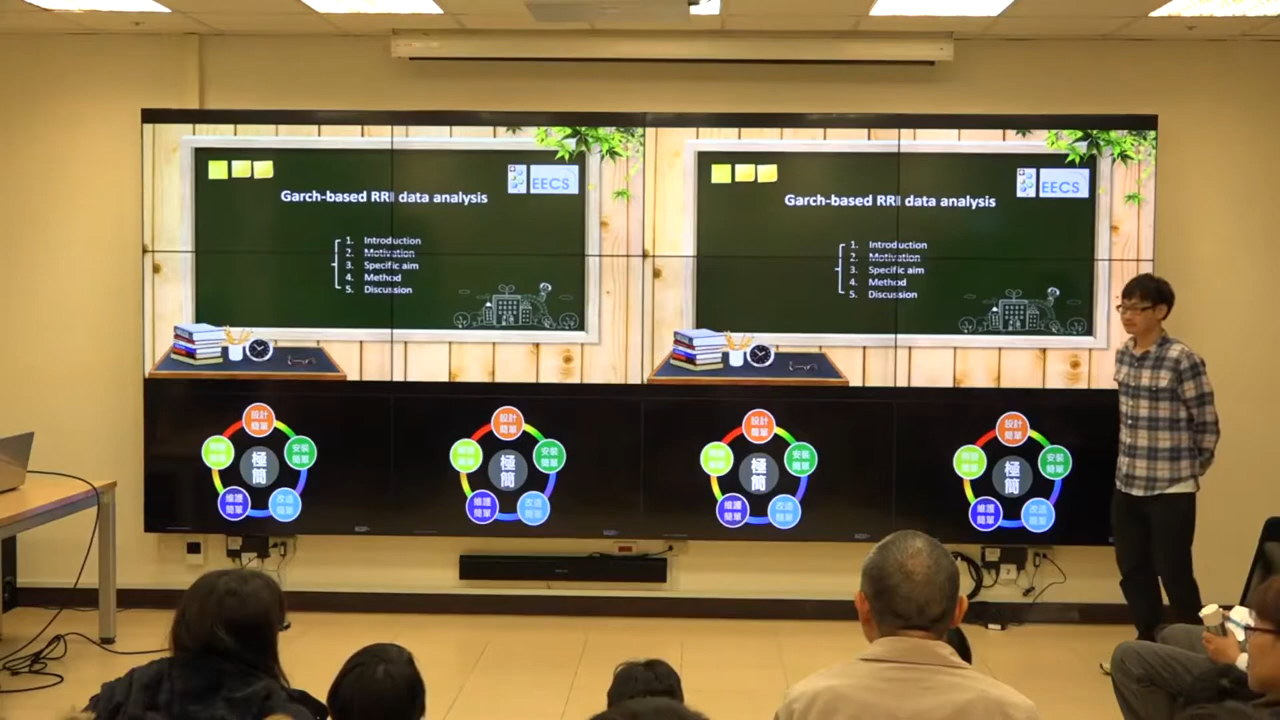 EECS
Garch-based RRI data analysis
1. Introduction
2. Motivation
3. Specific aim
4. Method
5. Discussion
EECS
Garch-based RRI data analysis
1. Introduction
2. Motivation
3. Specific aim
4. Method
5. Discussion
設計
簡單
安裝
簡單
極
簡
維護
簡單
改造
簡單
設計
簡單
安裝
簡單
極
簡
維護
簡單
改造
簡單
設計
簡單
安裝
簡單
極
簡
維護
簡單
改造
簡單
設計
簡單
安裝
簡單
極
簡
維護
簡單
改造
簡單